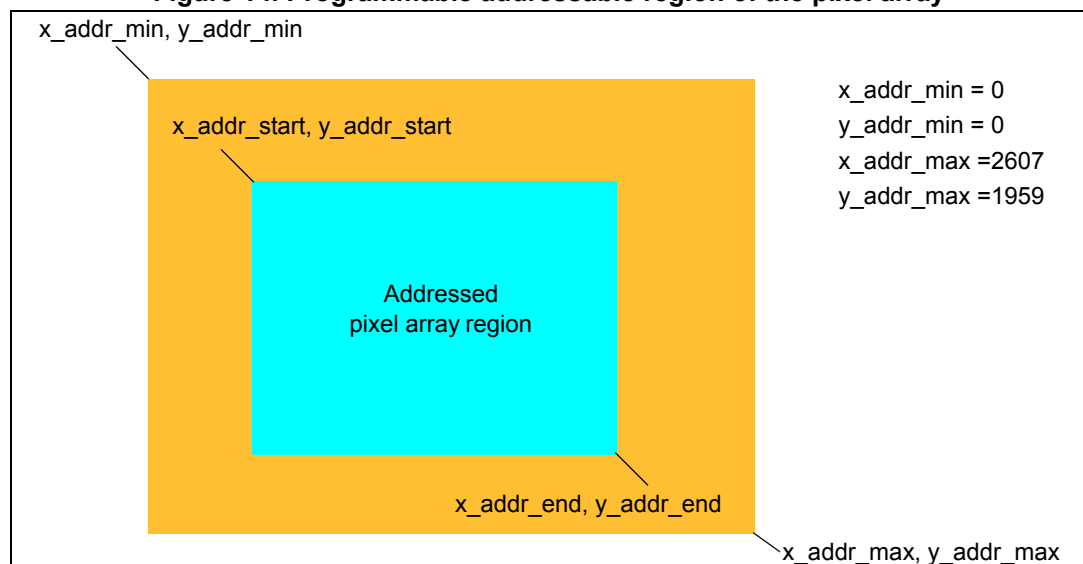 x_addr_min, y_addr_min
x_addr_min = 0
y_addr_min = 0
x_addr_max =2607
y_addr_max =1959
x_addr_start, y_addr_start
Addressed
pixel array region
x_addr_end, y_addr_end
x_addr_max, y_addr_max